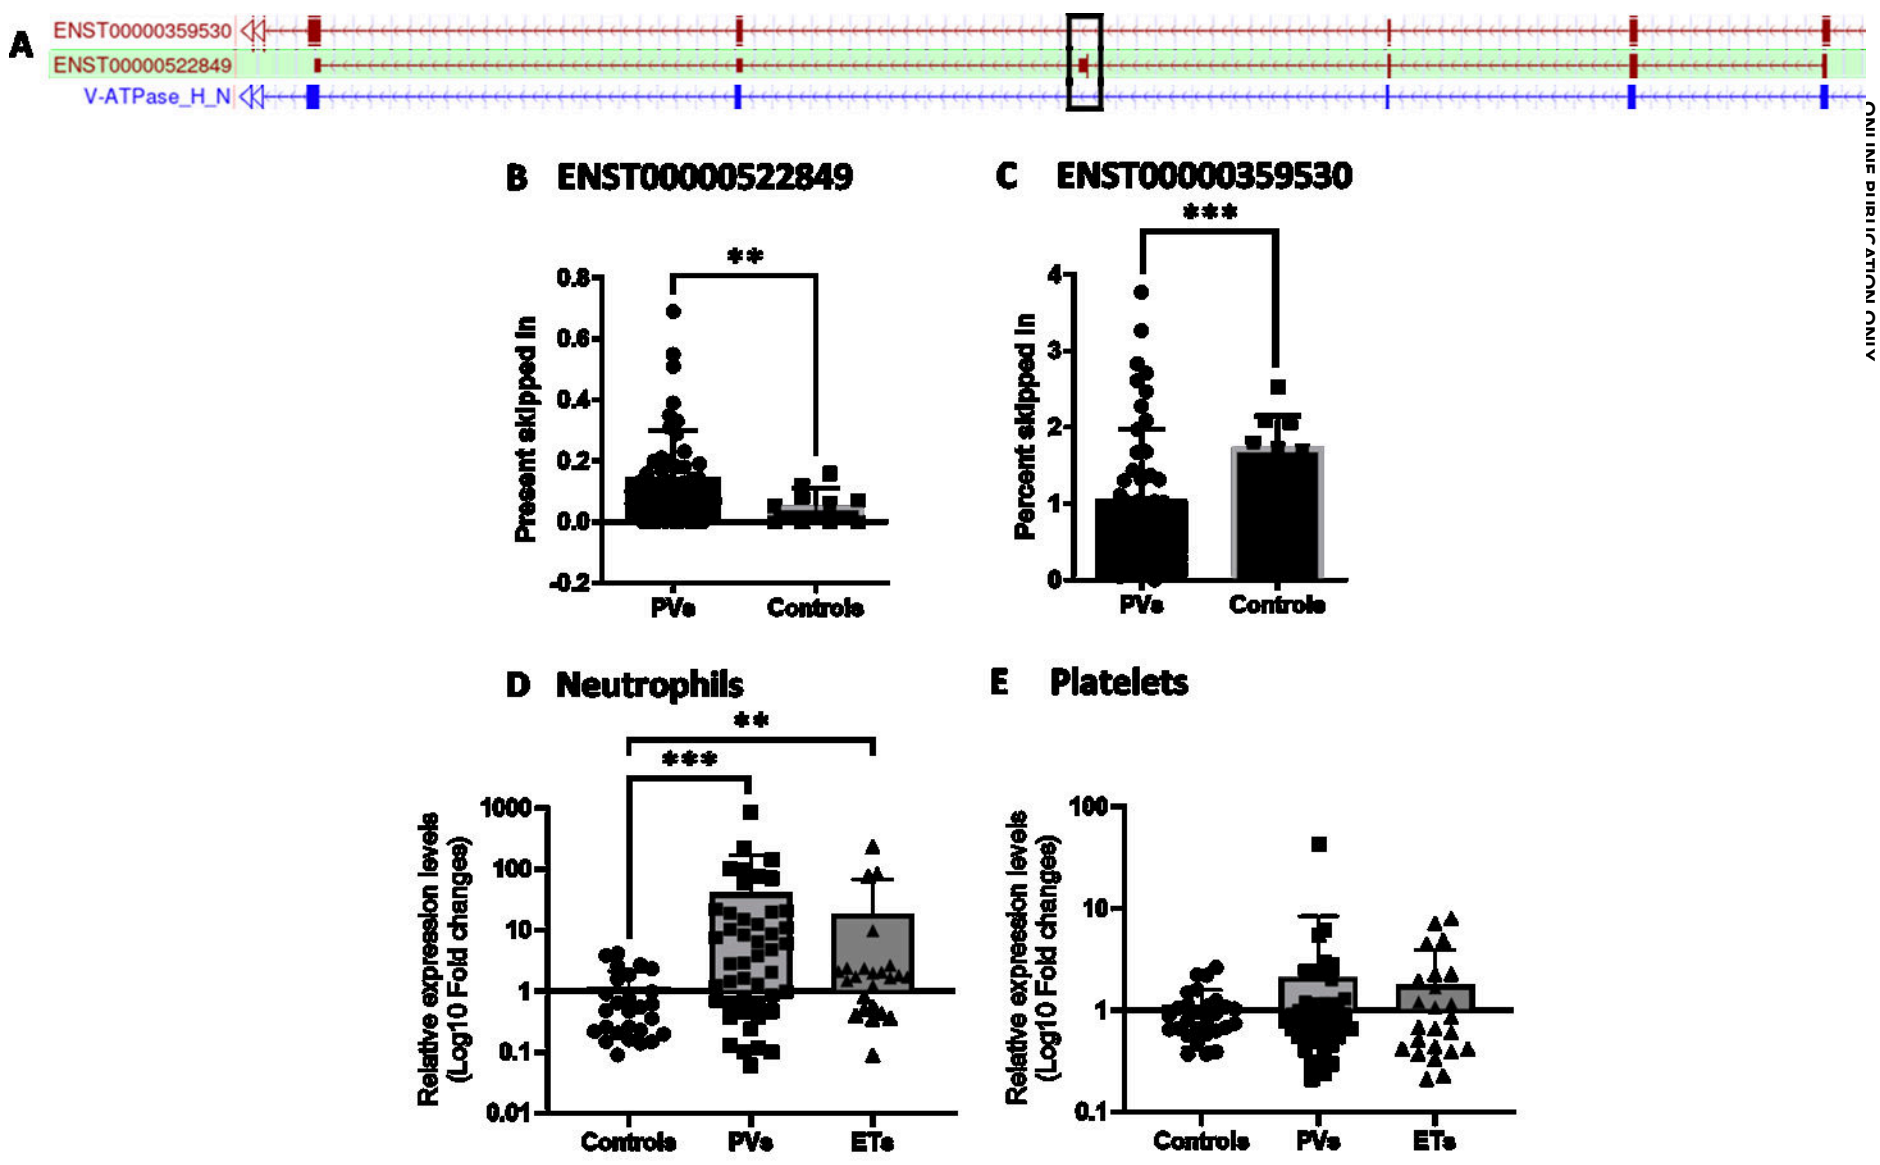 A
ENST00000359530
ENST00000522849
V-ATPase_H_N
ONLINE PUBLICATION ONLY
B ENST00000522849
**
Present skipped in
0.8
0.6
0.4
0.2
0.0
-0.2
PVs Controls
C ENST00000359530
***
Percent skipped in
4
3
2
1
0
PVs Controls
D Neutrophils
**
***
Relative expression levels
(Log10 Fold changes)
1000
100
10
1
0.1
0.01
Controls PVs ETs
E Platelets
Relative expression levels
(Log10 Fold changes)
100
10
1
0.1
Controls PVs ETs